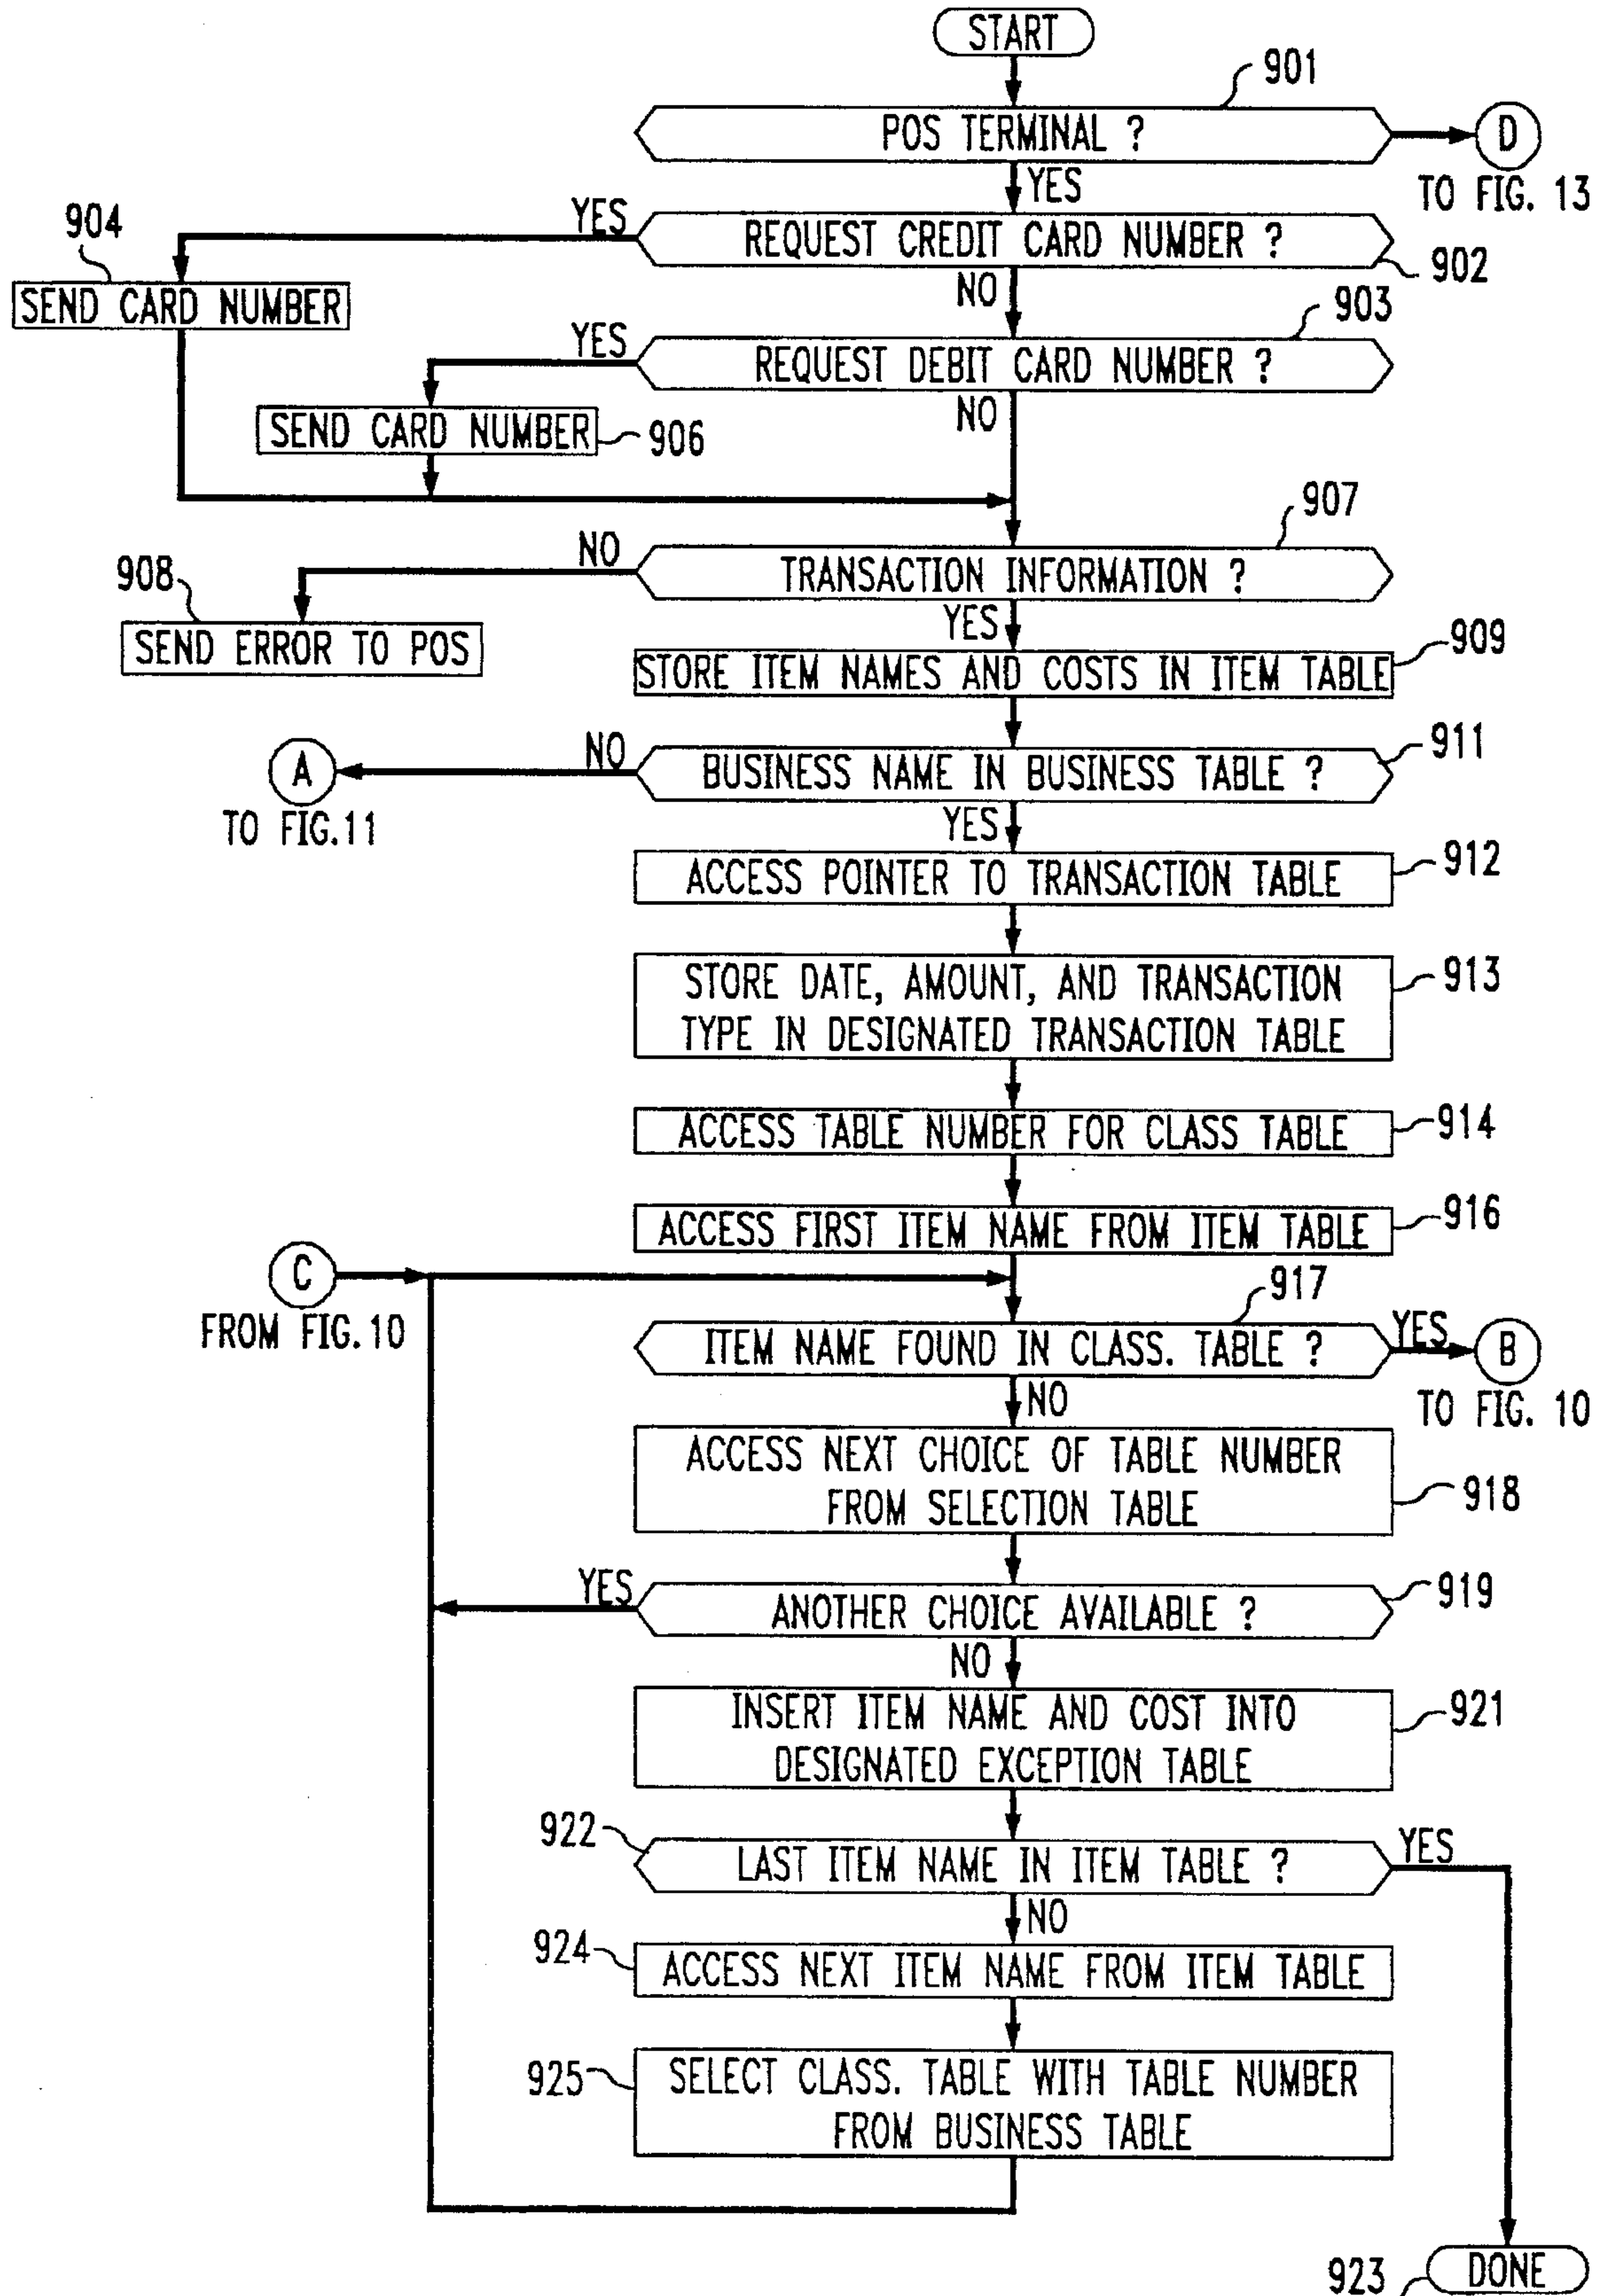 START
901
POS TERMINAL ?
D
TO FIG. 13
YES
904
YES
REQUEST CREDIT CARD NUMBER ?
902
SEND CARD NUMBER
NO
903
YES
REQUEST DEBIT CARD NUMBER ?
SEND CARD NUMBER
906
NO
907
NO
TRANSACTION INFORMATION ?
908
SEND ERROR TO POS
YES
909
STORE ITEM NAMES AND COSTS IN ITEM TABLE
A
TO FIG.11
NO
BUSINESS NAME IN BUSINESS TABLE ?
911
YES
ACCESS POINTER TO TRANSACTION TABLE
912
STORE DATE, AMOUNT, AND TRANSACTION
TYPE IN DESIGNATED TRANSACTION TABLE
913
ACCESS TABLE NUMBER FOR CLASS TABLE
914
ACCESS FIRST ITEM NAME FROM ITEM TABLE
916
C
FROM FIG.10
917
ITEM NAME FOUND IN CLASS. TABLE ?
YES
B
TO FIG. 10
NO
ACCESS NEXT CHOICE OF TABLE NUMBER
FROM SELECTION TABLE
918
YES
ANOTHER CHOICE AVAILABLE ?
919
NO
INSERT ITEM NAME AND COST INTO
DESIGNATED EXCEPTION TABLE
921
922
LAST ITEM NAME IN ITEM TABLE ?
YES
NO
924
ACCESS NEXT ITEM NAME FROM ITEM TABLE
925
SELECT CLASS. TABLE WITH TABLE NUMBER
FROM BUSINESS TABLE
923
DONE